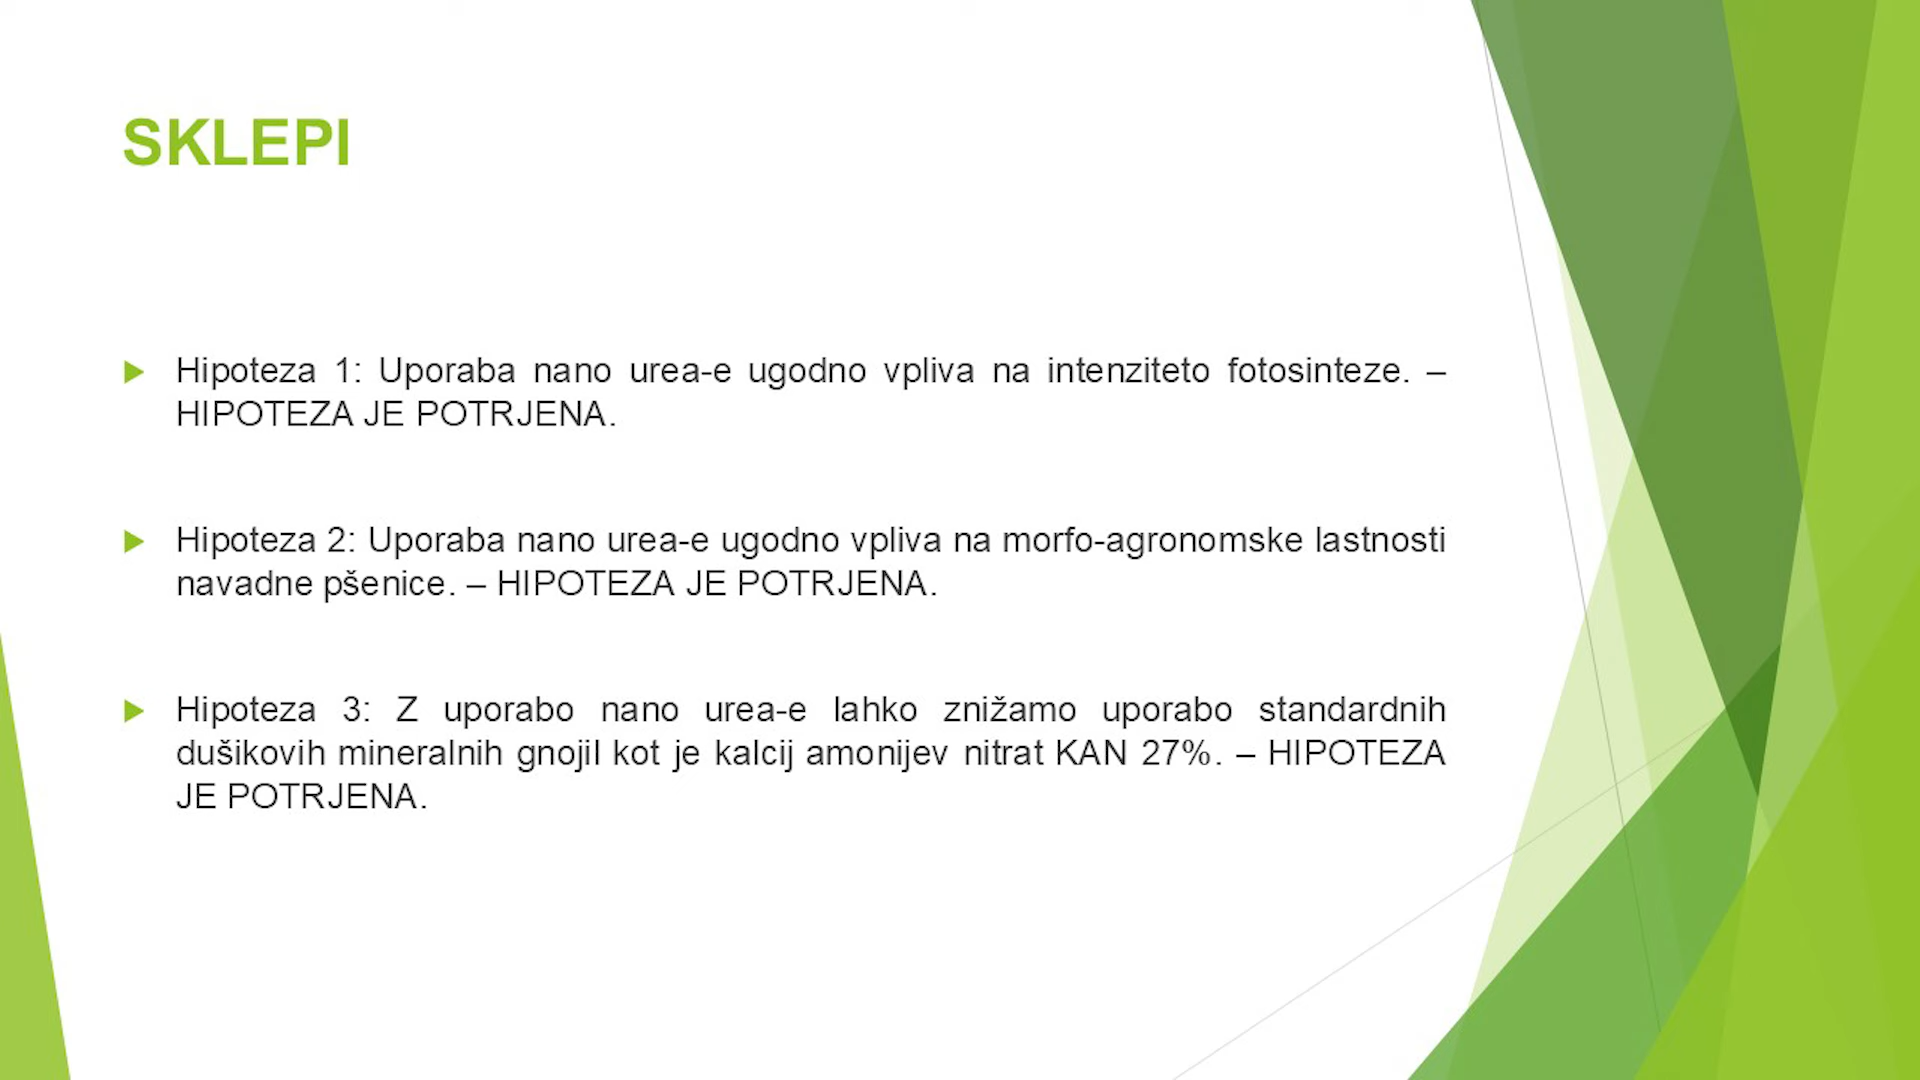 SKLEPI
Hipoteza 1: Uporaba nano urea-e ugodno vpliva na intenziteto fotosinteze. –
HIPOTEZA JE POTRJENA.
Hipoteza 2: Uporaba nano urea-e ugodno vpliva na morfo-agronomske lastnosti
navadne pšenice. – HIPOTEZA JE POTRJENA.
Hipoteza 3: Z uporabo nano urea-e lahko znižamo uporabo standardnih
dušikovih mineralnih gnojil kot je kalcij amonijev nitrat KAN 27%. – HIPOTEZA
JE POTRJENA.